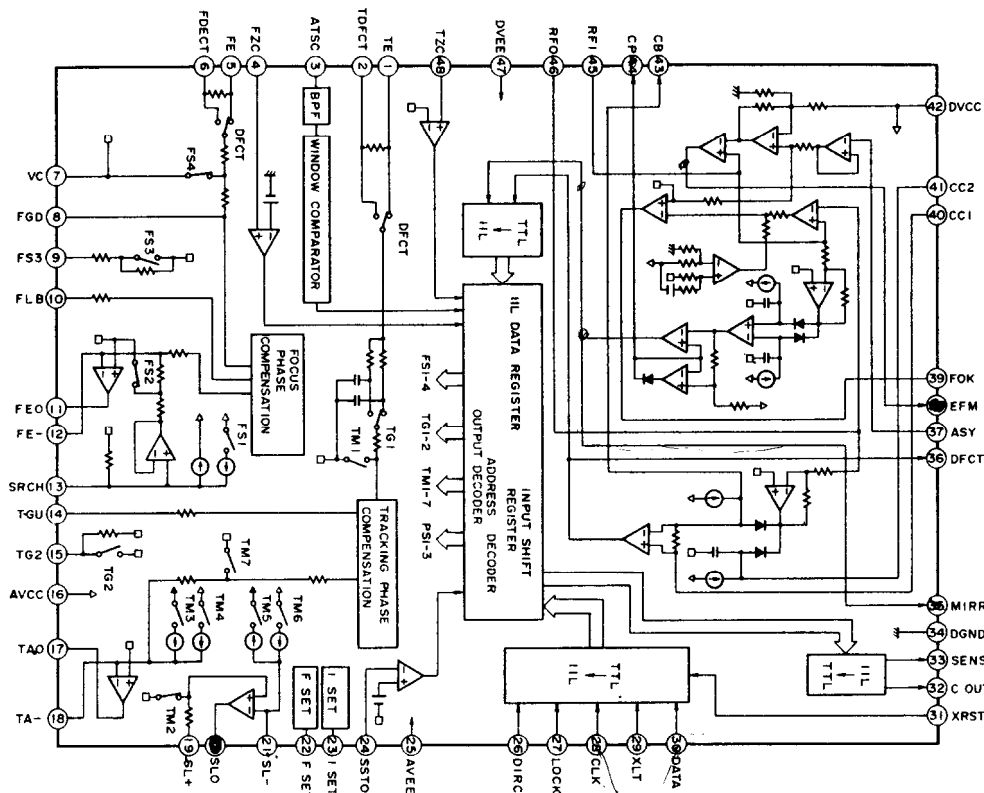 FDECT
6
FE
5
FZC
4
ATSC
3
TDFCT
2
TE
1
TZC
48
DVEE
47
RFO
46
RFI
45
CB
43
42 DVCC
41 CC2
40 CC1
39 FOK
EFM
37 ASY
36 DFCT
MIRR
34 DGND
33 SENS
32 C OUT
31 XRST
VC 7
FGD 8
FS3 9
FLB 10
FEO 11
FE- 12
SRCH 13
TGU 14
TG2 15
AVCC 16
TAO 17
TA- 18
19 SL+
SLO
21 SL-
22 F SET
23 I SET
24 SSTO
25 AVEE
26 DIRC
27 LOCK
28 CLK
29 XLT
30 DATA
DFCT
FS4
FS3
FS2
FS1
BPF
WINDOW COMPARATOR
DFCT
TTL
IIL
FOCUS
PHASE
COMPENSATION
TG1
TM1
TRACKING PHASE
COMPENSATION
IIL DATA REGISTER
INPUT SHIFT
REGISTER
ADDRESS DECODER
OUTPUT DECODER
FS1-4
TG1-2
TM1-7
PS1-3
TG2
TM7
TM3
TM4
TM5
TM6
TM2
F SET
I SET
TTL
IIL
IIL
TTL